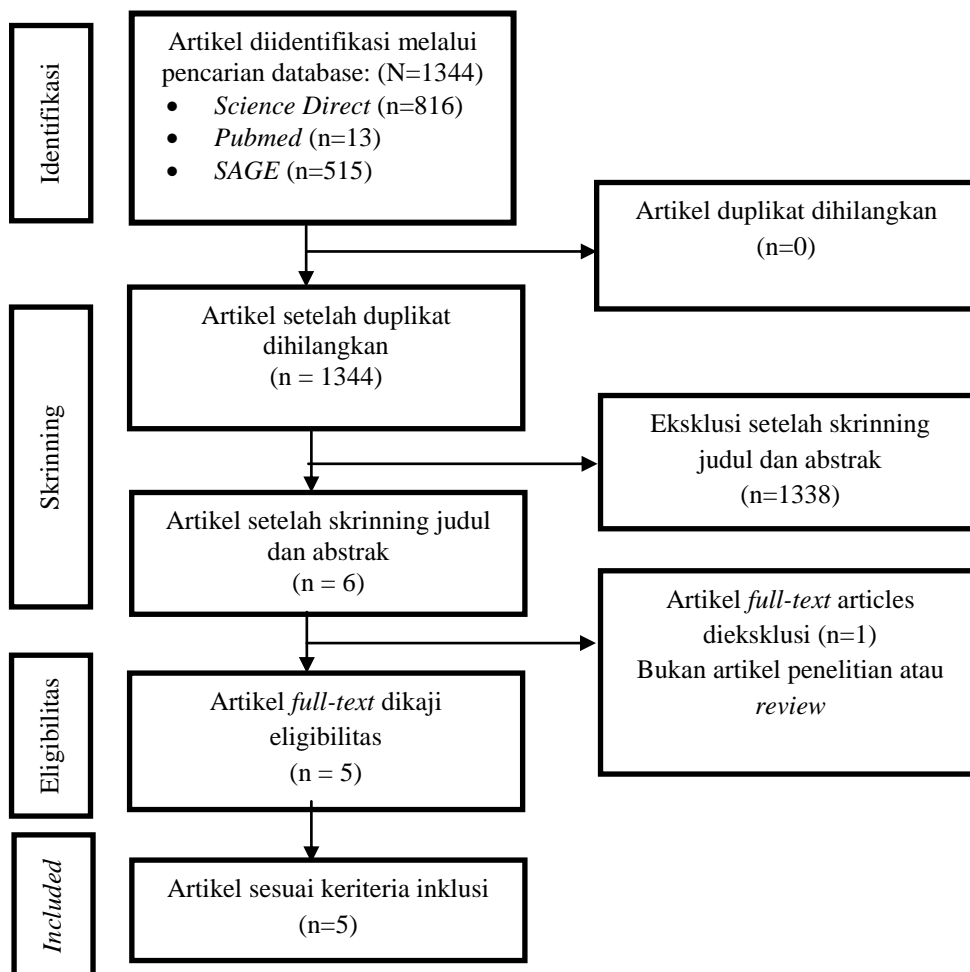 Identifikasi
Artikel diidentifikasi melalui
pencarian database: (N=1344)
• Science Direct (n=816)
• Pubmed (n=13)
• SAGE (n=515)
Artikel duplikat dihilangkan
(n=0)
Skrinning
Artikel setelah duplikat
dihilangkan
(n = 1344)
Eksklusi setelah skrinning
judul dan abstrak
(n=1338)
Artikel setelah skrinning judul
dan abstrak
(n = 6)
Artikel full-text articles
dieksklusi (n=1)
Bukan artikel penelitian atau
review
Eligibilitas
Artikel full-text dikaji
eligibilitas
(n = 5)
Included
Artikel sesuai keriteria inklusi
(n=5)